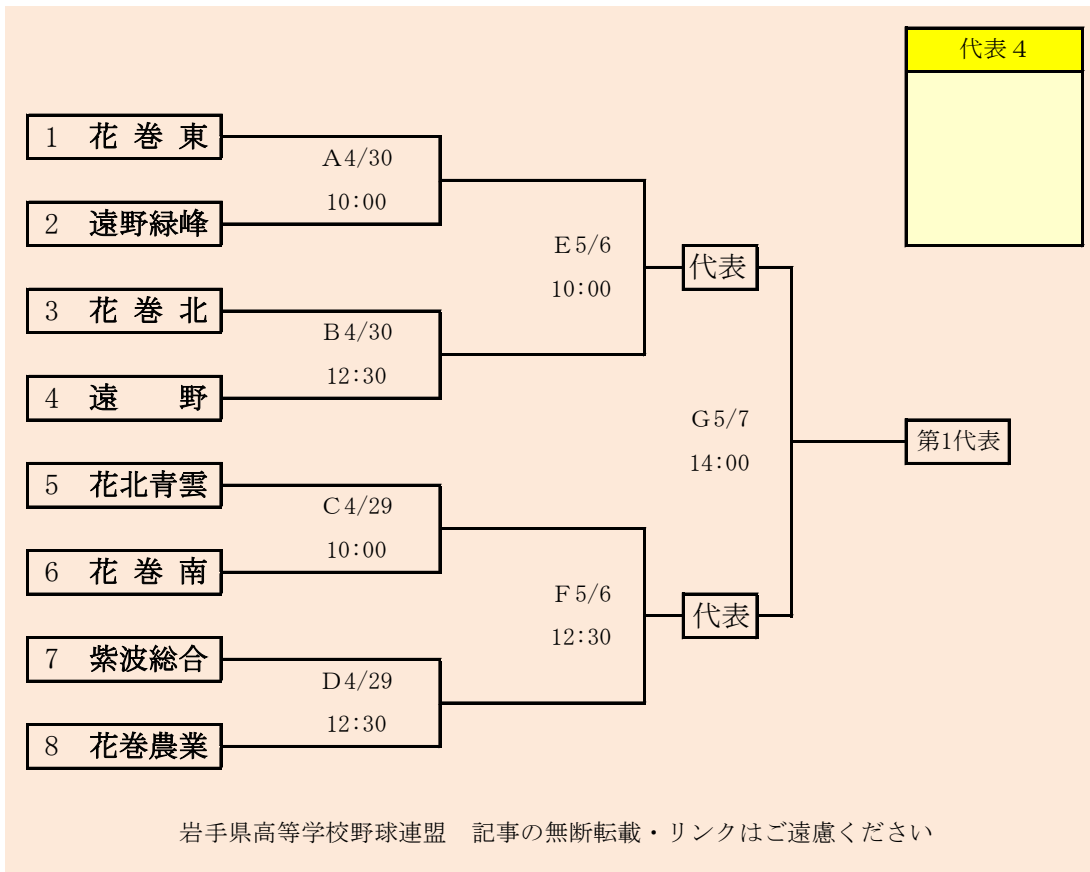 代表４
1 花巻東
A4/30
10:00
2 遠野緑峰
E5/6
10:00
代表
3 花巻北
B4/30
12:30
4 遠野
G5/7
14:00
第1代表
5 花北青雲
C4/29
10:00
6 花巻南
F5/6
12:30
代表
7 紫波総合
D4/29
12:30
8 花巻農業
岩手県高等学校野球連盟　記事の無断転載・リンクはご遠慮ください